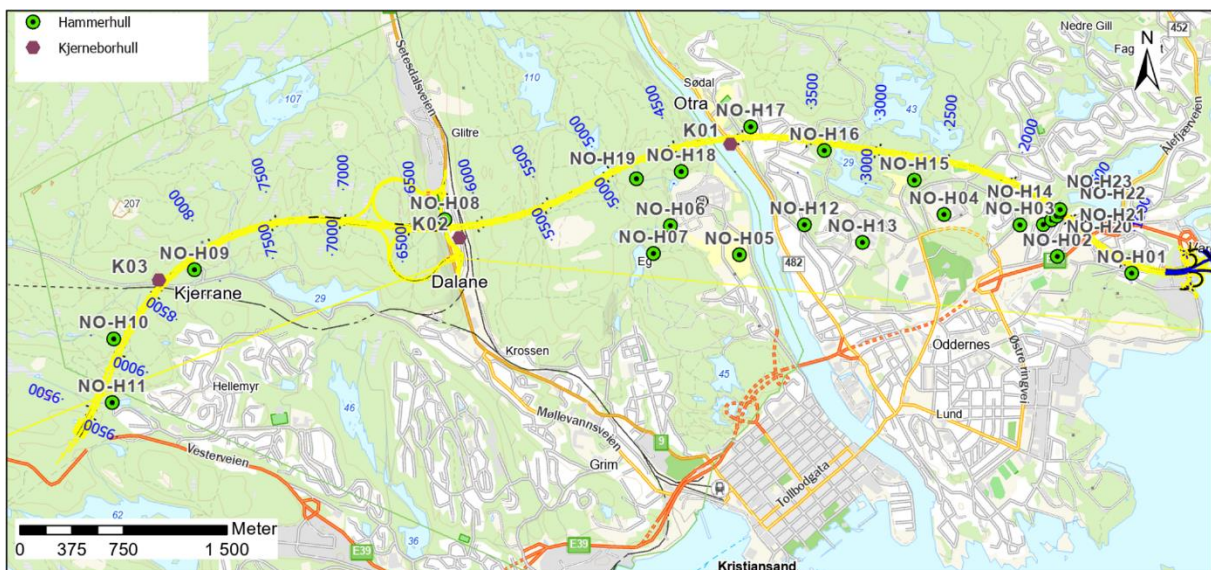 Hammerhull
Kjerneborhull
Nedre Gill
452
N
Setesdalsveien
107
110
Sødal
Otra
4500
3500
3000
43
2500
2000
Ålefjærveien
K01
NO-H17
NO-H16
29
3000
NO-H15
Glitre
5000
5500
6000
6500
7000
7500
8000
NO-H19
NO-H18
5000
NO-H14
NO-H23
NO-H22
NO-H21
NO-H20
207
NO-H08
K02
NO-H06
NO-H07
NO-H05
Eg
NO-H12
NO-H13
482
NO-H04
NO-H03
NO-H02
NO-H01
5500
6500
7000
7500
K03
NO-H09
Kjerrane
8500
29
Dalane
NO-H10
9000
NO-H11
9500
9500
Hellemyr
Krossen
46
45
Oddernes
Østre ringvei
Lund
Møllevannsveien
9
Grim
Vesterveien
Tollbodgata
62
36
E39
E39
Kristiansand
Meter
0 375 750 1 500